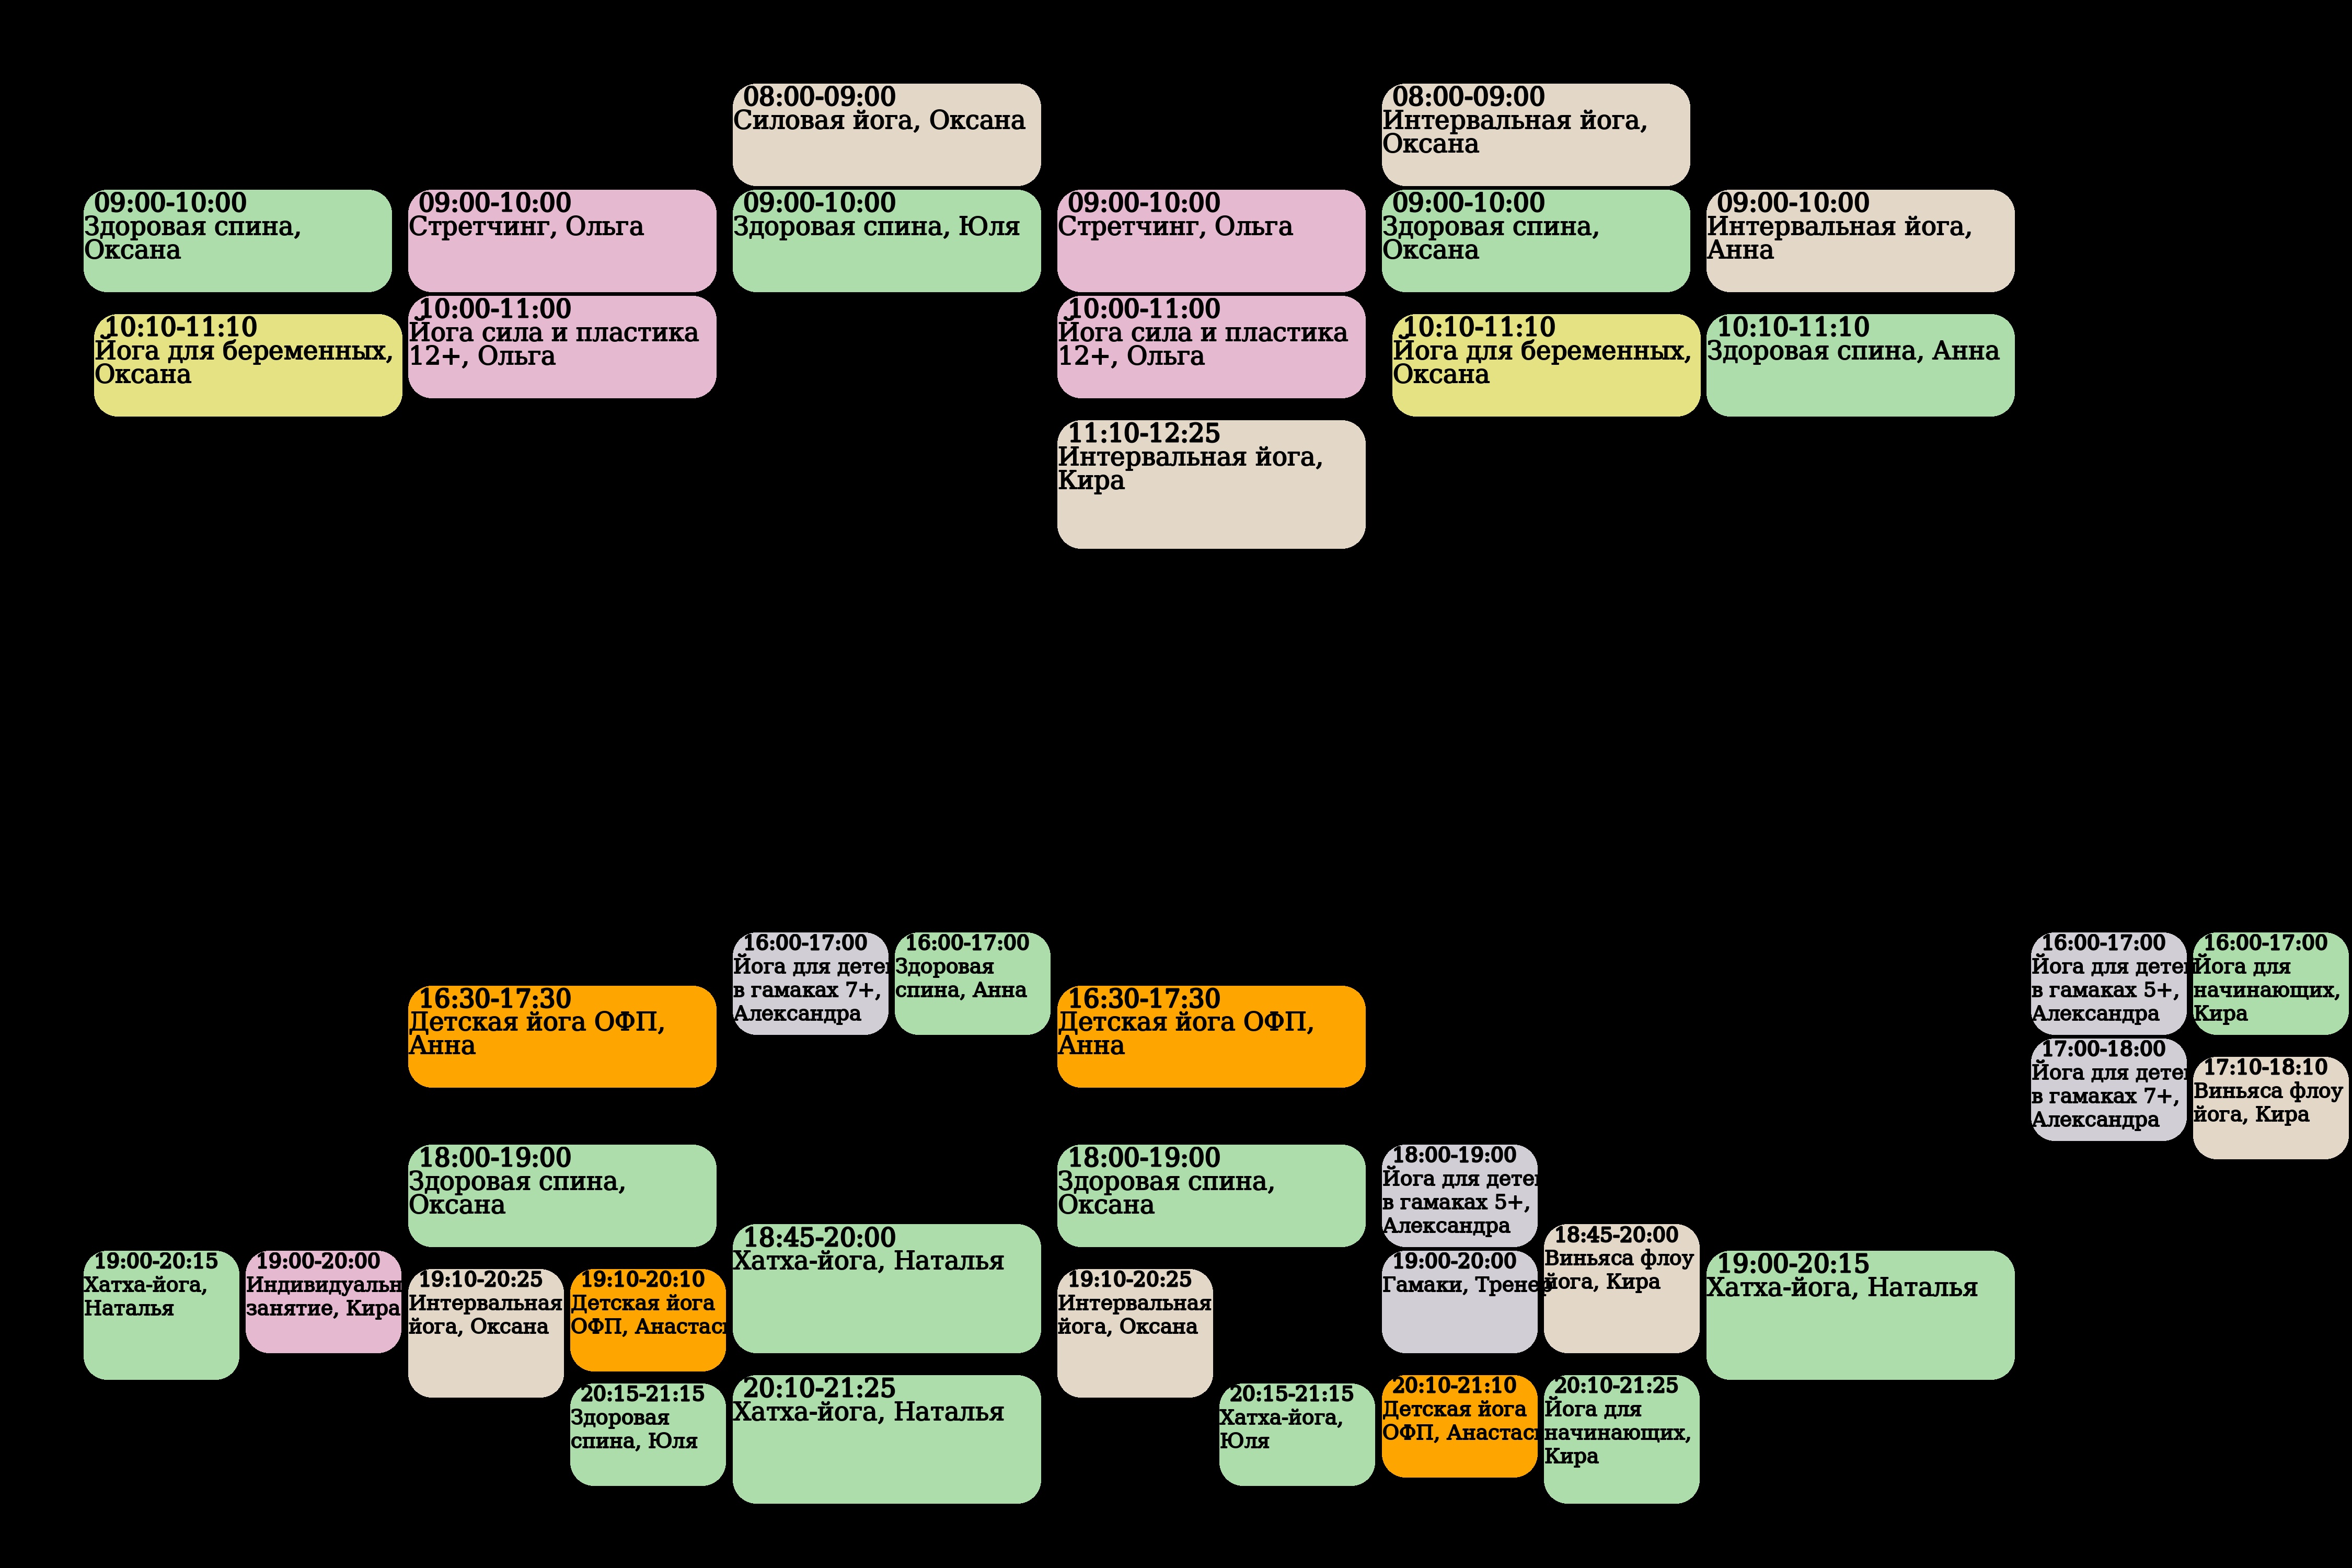 08:00-09:00
Силовая йога, Оксана
08:00-09:00
Интервальная йога,
Оксана
09:00-10:00
Здоровая спина,
Оксана
09:00-10:00
Стретчинг, Ольга
09:00-10:00
Здоровая спина, Юля
09:00-10:00
Стретчинг, Ольга
09:00-10:00
Здоровая спина,
Оксана
09:00-10:00
Интервальная йога,
Анна
10:10-11:10
Йога для беременных,
Оксана
10:00-11:00
Йога сила и пластика
12+, Ольга
10:00-11:00
Йога сила и пластика
12+, Ольга
10:10-11:10
Йога для беременных,
Оксана
10:10-11:10
Здоровая спина, Анна
11:10-12:25
Интервальная йога,
Кира
16:00-17:00
Йога для детей
в гамаках 7+,
Александра
16:00-17:00
Здоровая
спина, Анна
16:00-17:00
Йога для детей
в гамаках 5+,
Александра
16:00-17:00
Йога для
начинающих,
Кира
16:30-17:30
Детская йога ОФП,
Анна
16:30-17:30
Детская йога ОФП,
Анна
17:00-18:00
Йога для детей
в гамаках 7+,
Александра
17:10-18:10
Виньяса флоу
йога, Кира
18:00-19:00
Здоровая спина,
Оксана
18:00-19:00
Здоровая спина,
Оксана
18:00-19:00
Йога для детей
в гамаках 5+,
Александра
18:45-20:00
Хатха-йога, Наталья
18:45-20:00
Виньяса флоу
йога, Кира
19:00-20:15
Хатха-йога,
Наталья
19:00-20:00
Индивидуальн
занятие, Кира
19:10-20:25
Интервальная
йога, Оксана
19:10-20:10
Детская йога
ОФП, Анастаси
19:10-20:25
Интервальная
йога, Оксана
19:00-20:00
Гамаки, Тренер
19:00-20:15
Хатха-йога, Наталья
20:15-21:15
Здоровая
спина, Юля
20:10-21:25
Хатха-йога, Наталья
20:15-21:15
Хатха-йога,
Юля
20:10-21:10
Детская йога
ОФП, Анастаси
20:10-21:25
Йога для
начинающих,
Кира